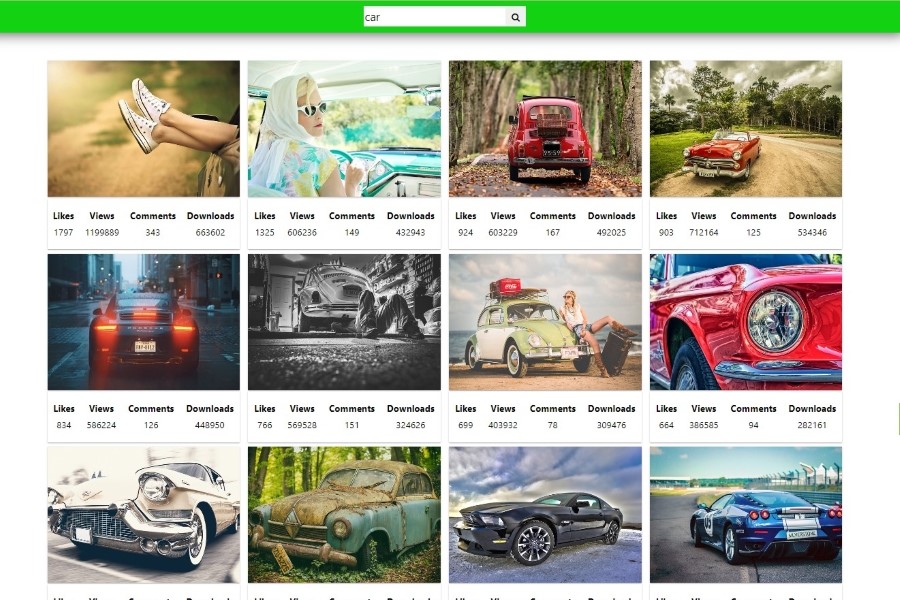 car
Likes Views Comments Downloads
1797 1199889 343 663602
Likes Views Comments Downloads
1325 606236 149 432943
Likes Views Comments Downloads
924 603229 167 492025
Likes Views Comments Downloads
903 712164 125 534346
PORSCHE
Likes Views Comments Downloads
834 586224 126 448950
Likes Views Comments Downloads
766 569528 151 324626
Likes Views Comments Downloads
699 403932 78 309476
Likes Views Comments Downloads
664 386585 94 282161